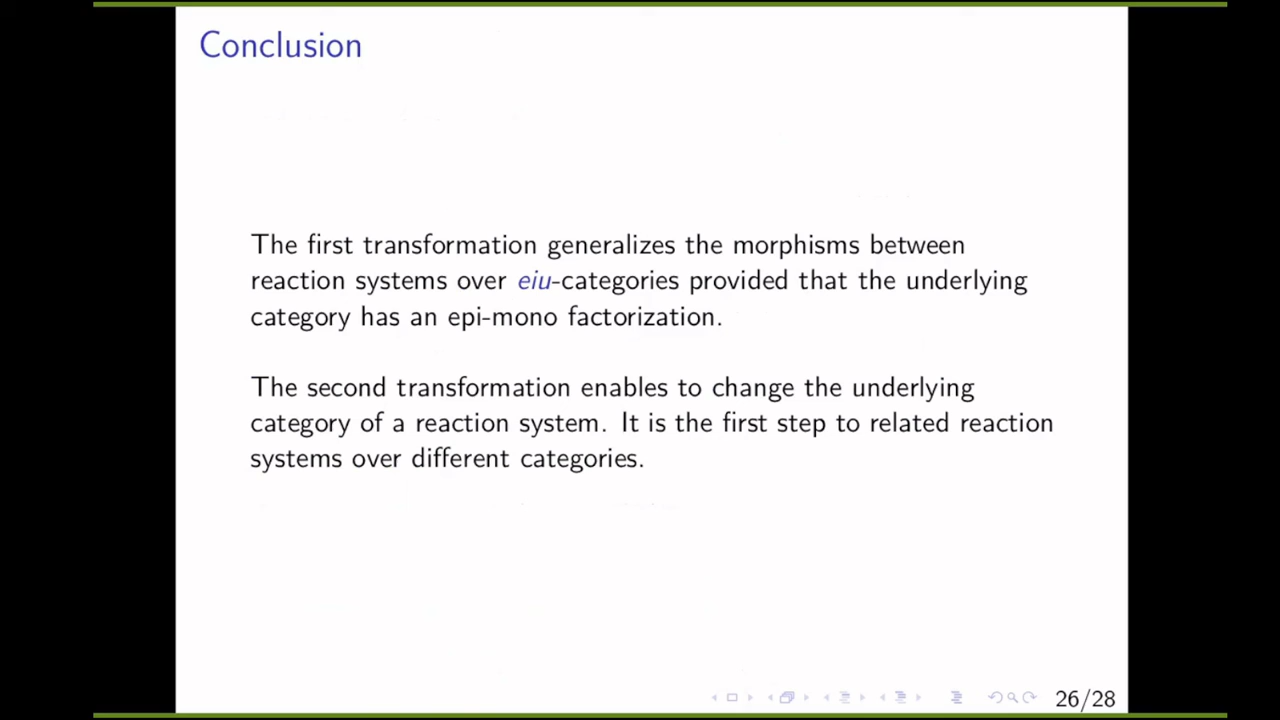 Conclusion
The first transformation generalizes the morphisms between
reaction systems over eiu-categories provided that the underlying
category has an epi-mono factorization.
The second transformation enables to change the underlying
category of a reaction system. It is the first step to related reaction
systems over different categories.
26/28